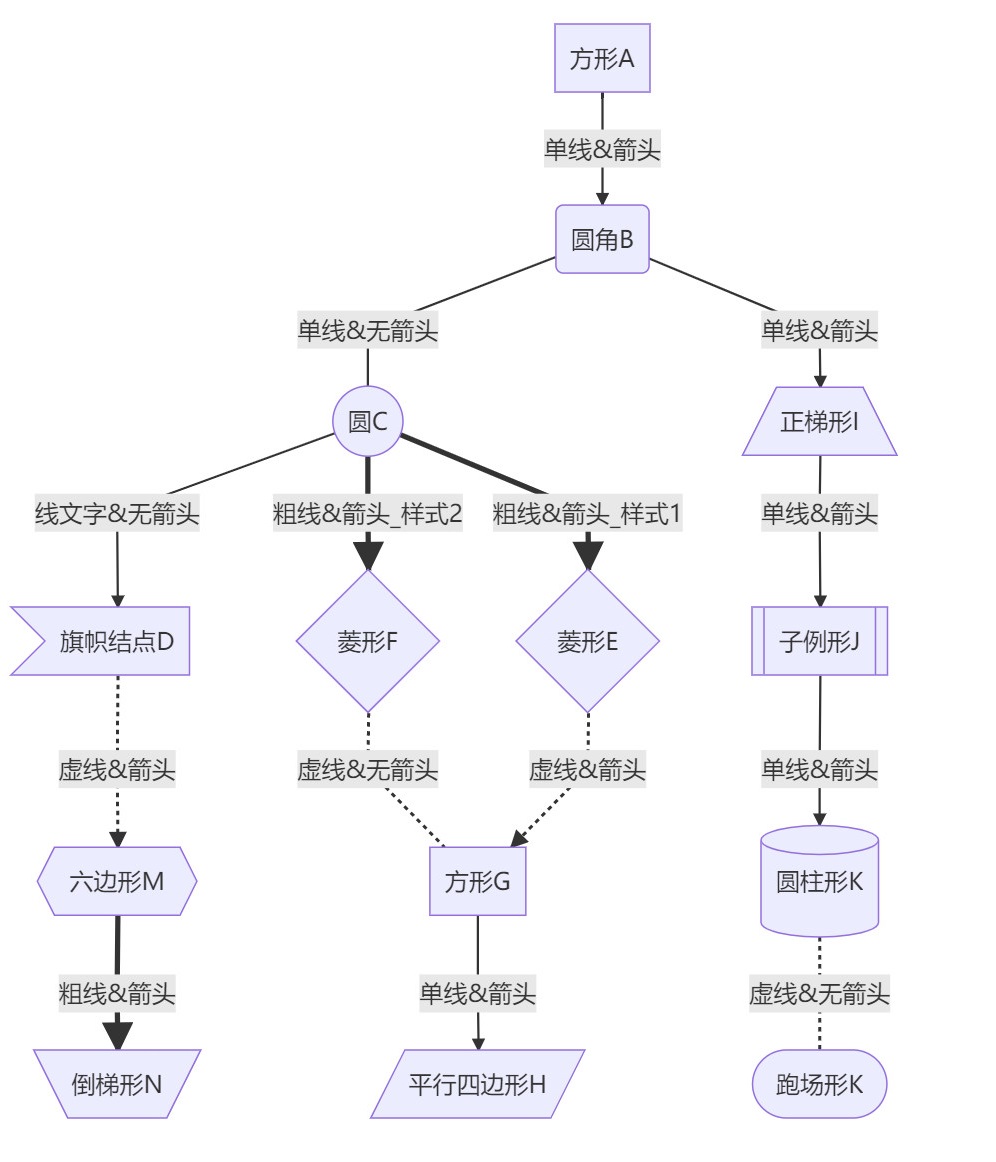 方形A
单线&箭头
圆角B
单线&无箭头
单线&箭头
圆C
正梯形I
线文字&无箭头
粗线&箭头_样式2
粗线&箭头_样式1
单线&箭头
旗帜结点D
菱形F
菱形E
子例形J
虚线&箭头
虚线&无箭头
虚线&箭头
单线&箭头
六边形M
方形G
圆柱形K
粗线&箭头
单线&箭头
虚线&无箭头
倒梯形N
平行四边形H
跑场形K